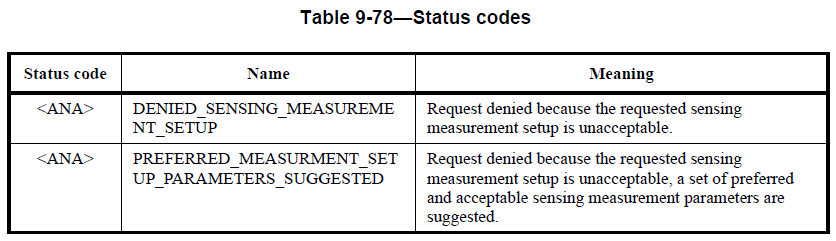 Table 9-78—Status codes
Status code Name Meaning
<ANA> DENIED_SENSING_MEASUREME Request denied because the requested sensing
NT_SETUP measurement setup is unacceptable.
<ANA> PREFERRED_MEASURMENT_SET Request denied because the requested sensing
UP_PARAMETERS_SUGGESTED measurement setup is unacceptable, a set of preferred
and acceptable sensing measurement parameters are
suggested.